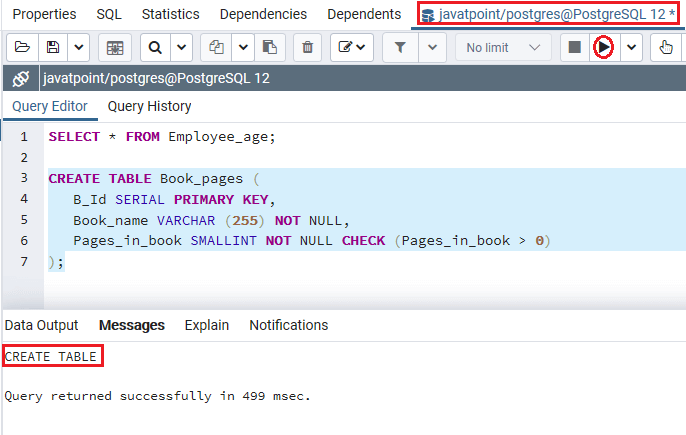 Properties SQL Statistics Dependencies Dependents javatpoint/postgres@PostgreSQL 12 *
No limit
javatpoint/postgres@PostgreSQL 12
Query Editor Query History
1 SELECT * FROM Employee_age;
2
3 CREATE TABLE Book_pages (
4 B_Id SERIAL PRIMARY KEY,
5 Book_name VARCHAR (255) NOT NULL,
6 Pages_in_book SMALLINT NOT NULL CHECK (Pages_in_book > 0)
7 );
Data Output Messages Explain Notifications
CREATE TABLE
Query returned successfully in 499 msec.